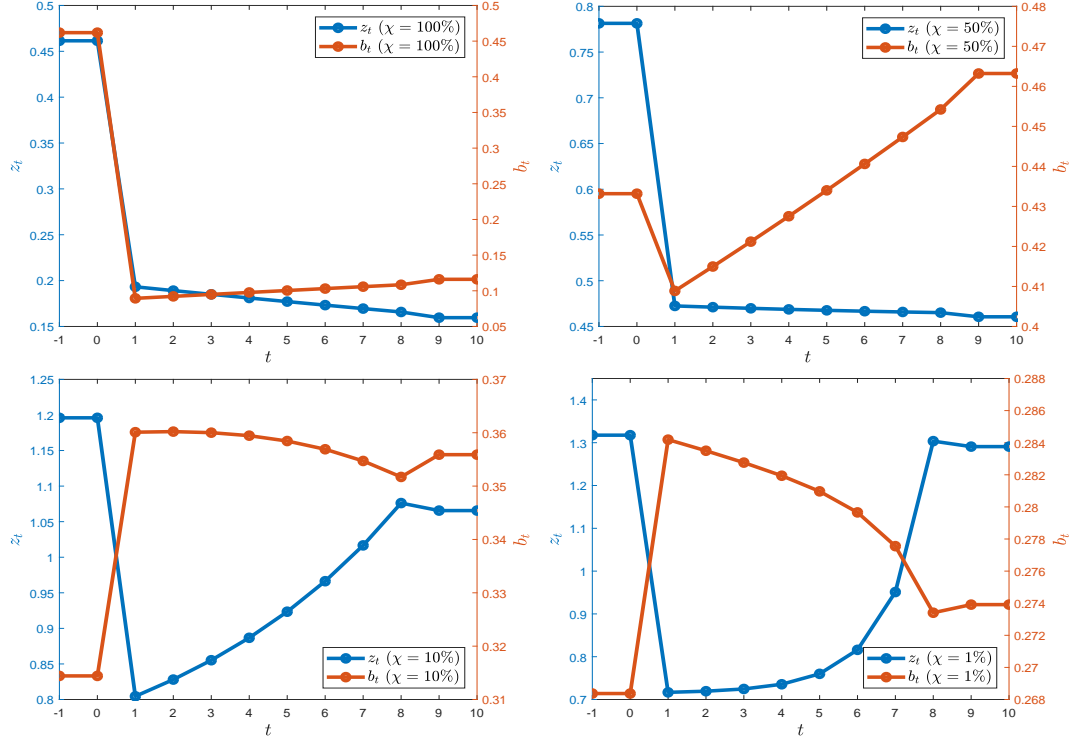 0.5
0.45
0.4
0.35
0.3
0.25
0.2
0.15
z_t
z_t (χ = 100%)
b_t (χ = 100%)
0.5
0.45
0.4
0.35
0.3
0.25
0.2
0.15
0.1
0.05
b_t
-1 0 1 2 3 4 5 6 7 8 9 10
t
0.8
0.75
0.7
0.65
0.6
0.55
0.5
0.45
z_t
z_t (χ = 50%)
b_t (χ = 50%)
0.48
0.47
0.46
0.45
0.44
0.43
0.42
0.41
0.4
b_t
-1 0 1 2 3 4 5 6 7 8 9 10
t
1.25
1.2
1.15
1.1
1.05
1
0.95
0.9
0.85
0.8
z_t
z_t (χ = 10%)
b_t (χ = 10%)
0.37
0.36
0.35
0.34
0.33
0.32
0.31
b_t
-1 0 1 2 3 4 5 6 7 8 9 10
t
1.4
1.3
1.2
1.1
1
0.9
0.8
0.7
z_t
z_t (χ = 1%)
b_t (χ = 1%)
0.288
0.286
0.284
0.282
0.28
0.278
0.276
0.274
0.272
0.27
0.268
b_t
-1 0 1 2 3 4 5 6 7 8 9 10
t